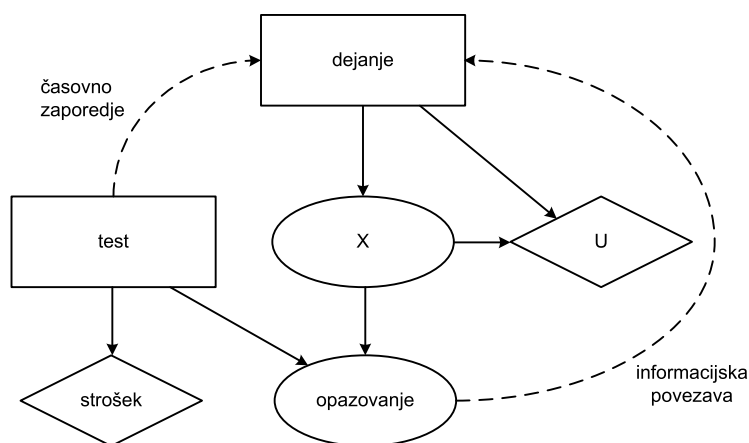 dejanje
časovno
zaporedje
test
X
U
strošek
opazovanje
informacijska
povezava